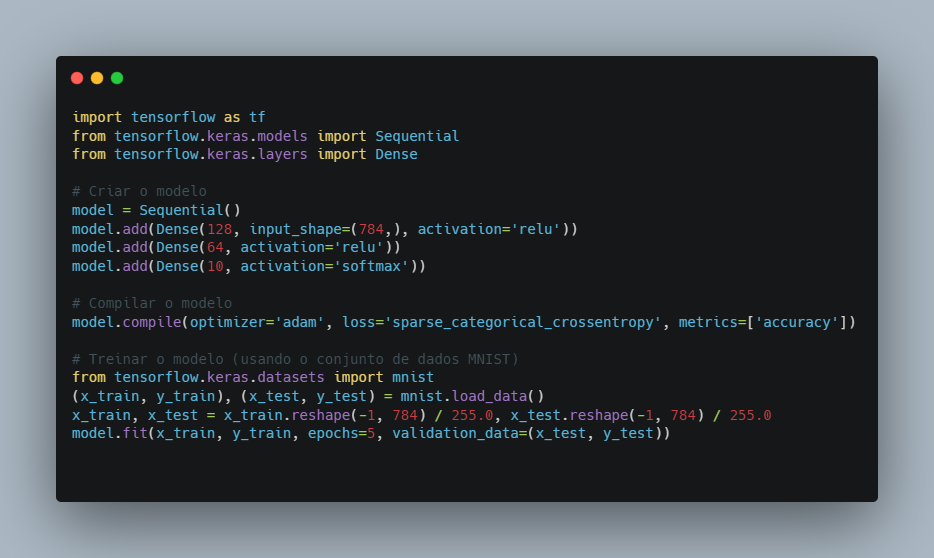 import tensorflow as tf
from tensorflow.keras.models import Sequential
from tensorflow.keras.layers import Dense
# Criar o modelo
model = Sequential()
model.add(Dense(128, input_shape=(784,), activation='relu'))
model.add(Dense(64, activation='relu'))
model.add(Dense(10, activation='softmax'))
# Compilar o modelo
model.compile(optimizer='adam', loss='sparse_categorical_crossentropy', metrics=['accuracy'])
# Treinar o modelo (usando o conjunto de dados MNIST)
from tensorflow.keras.datasets import mnist
(x_train, y_train), (x_test, y_test) = mnist.load_data()
x_train, x_test = x_train.reshape(-1, 784) / 255.0, x_test.reshape(-1, 784) / 255.0
model.fit(x_train, y_train, epochs=5, validation_data=(x_test, y_test))